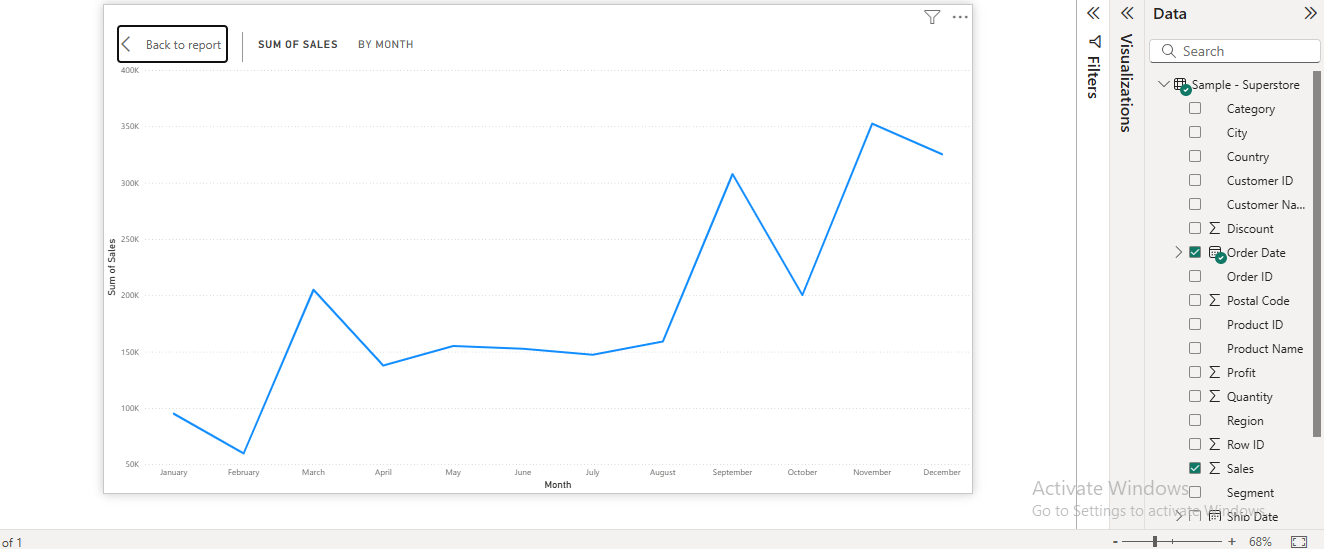 Back to report
SUM OF SALES
BY MONTH
400K
350K
300K
250K
200K
150K
100K
50K
Sum of Sales
January
February
March
April
May
June
July
August
September
October
November
December
Month
Filters
Visualizations
Data
Search
Sample - Superstore
Category
City
Country
Customer ID
Customer Na...
Discount
Order Date
Order ID
Postal Code
Product ID
Product Name
Profit
Quantity
Region
Row ID
Sales
Segment
Ship Date
Activate Windows
Go to Settings to activate Windows.
of 1
- + 68%